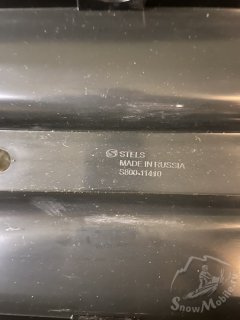 STELS
MADE IN RUSSIA
S800-11410
SnowMobile